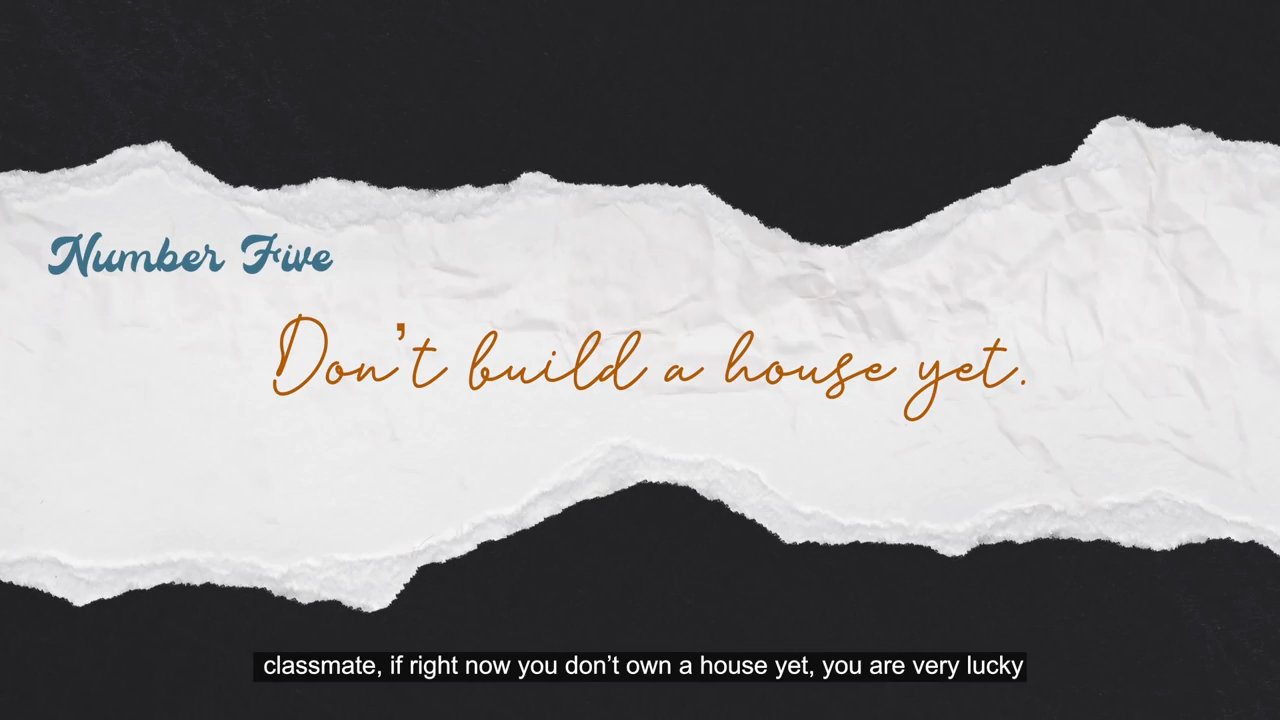 Number Five
Don’t build a house yet.
classmate, if right now you don’t own a house yet, you are very lucky